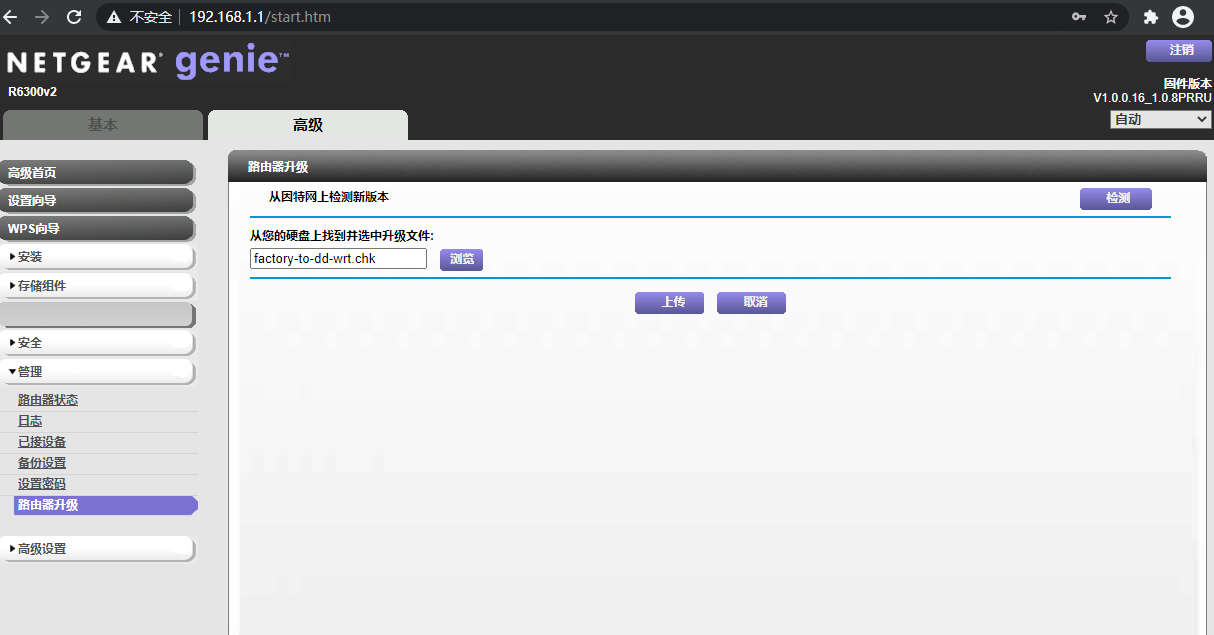 不安全 192.168.1.1/start.htm
NETGEAR® genie™
注销
R6300v2
固件版本
V1.0.0.16_1.0.8PRRU
自动
基本
高级
高级首页
设置向导
WPS向导
安装
存储组件
安全
管理
路由器状态
日志
已接设备
备份设置
设置密码
路由器升级
高级设置
路由器升级
从因特网上检测新版本
检测
从您的硬盘上找到并选中升级文件:
factory-to-dd-wrt.chk
浏览
上传
取消